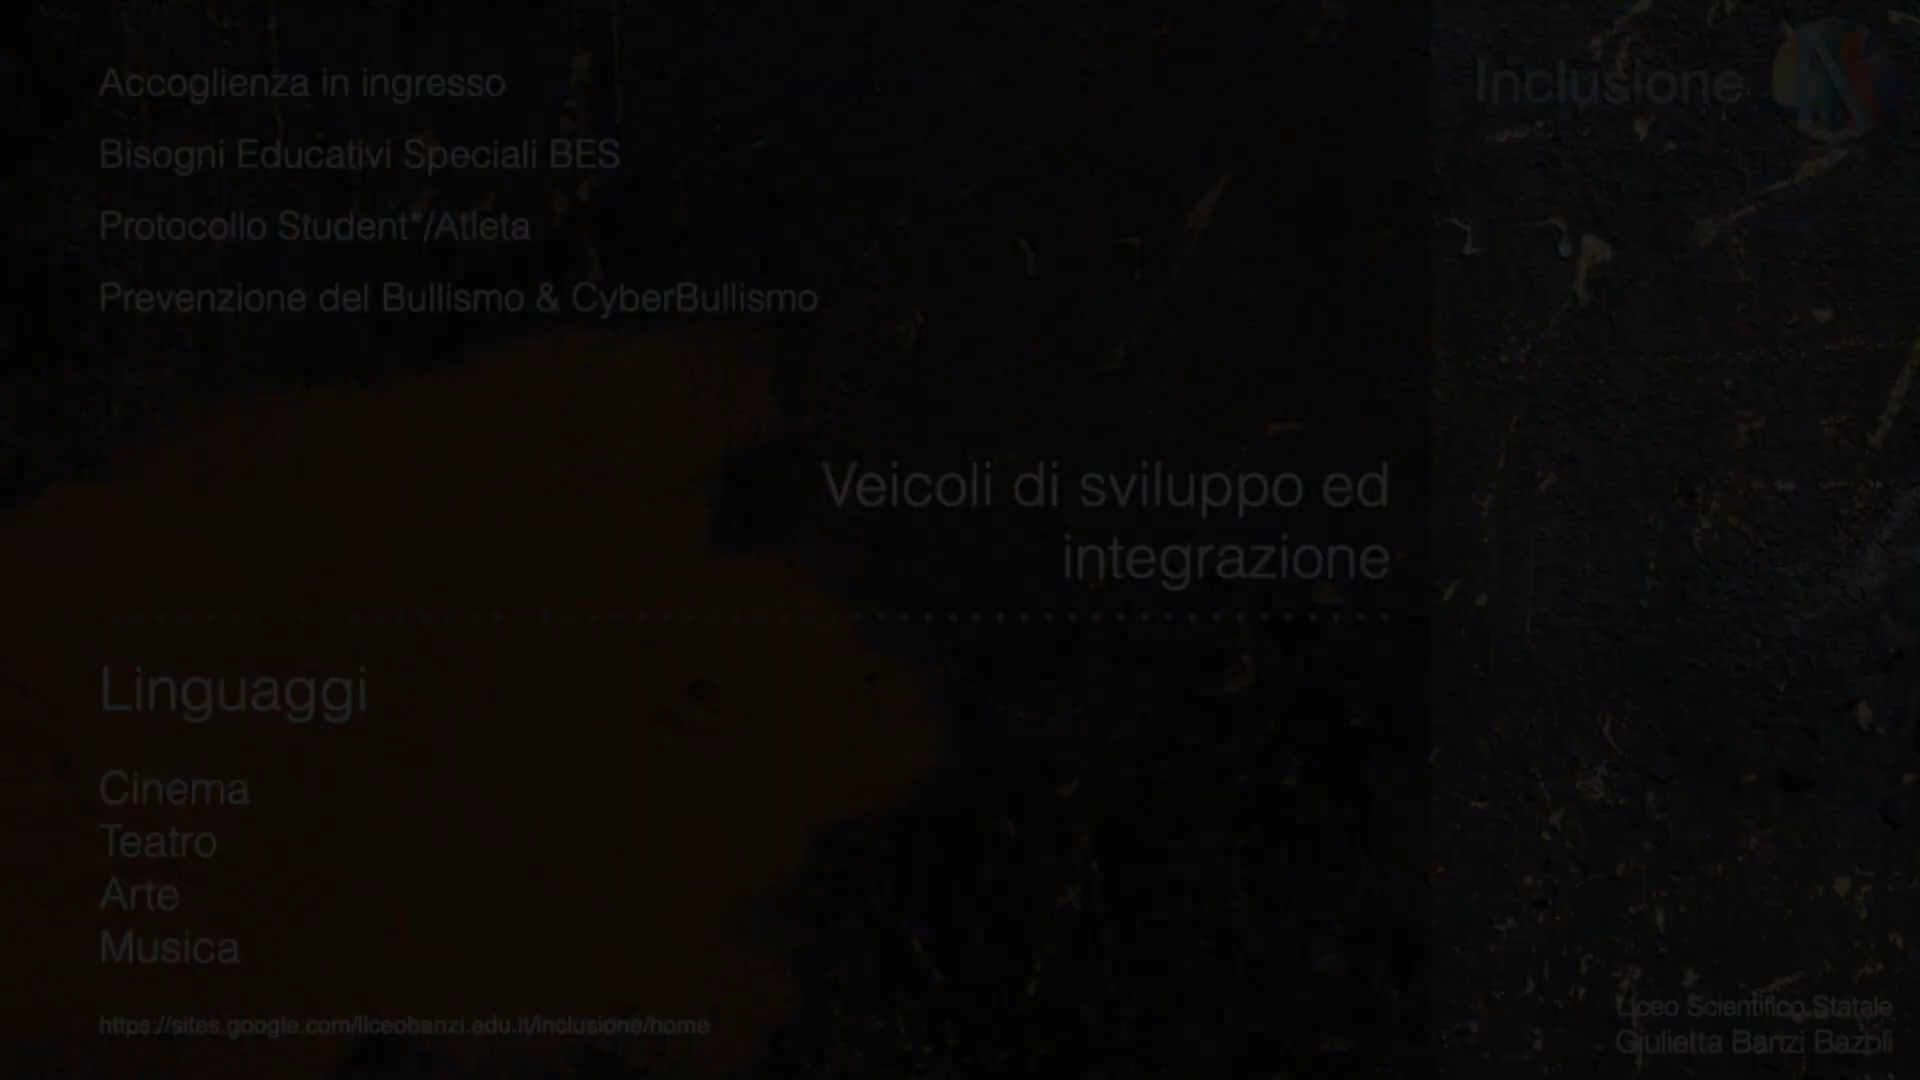 Accoglienza in ingresso
Inclusione
Bisogni Educativi Speciali BES
Protocollo Student*/Atleta
Prevenzione del Bullismo & CyberBullismo
Veicoli di sviluppo ed
integrazione
Linguaggi
Cinema
Teatro
Arte
Musica
https://sites.google.com/liceobanzi.edu.it/inclusione/home
Liceo Scientifico Statale
Giulietta Banzi Bazoli